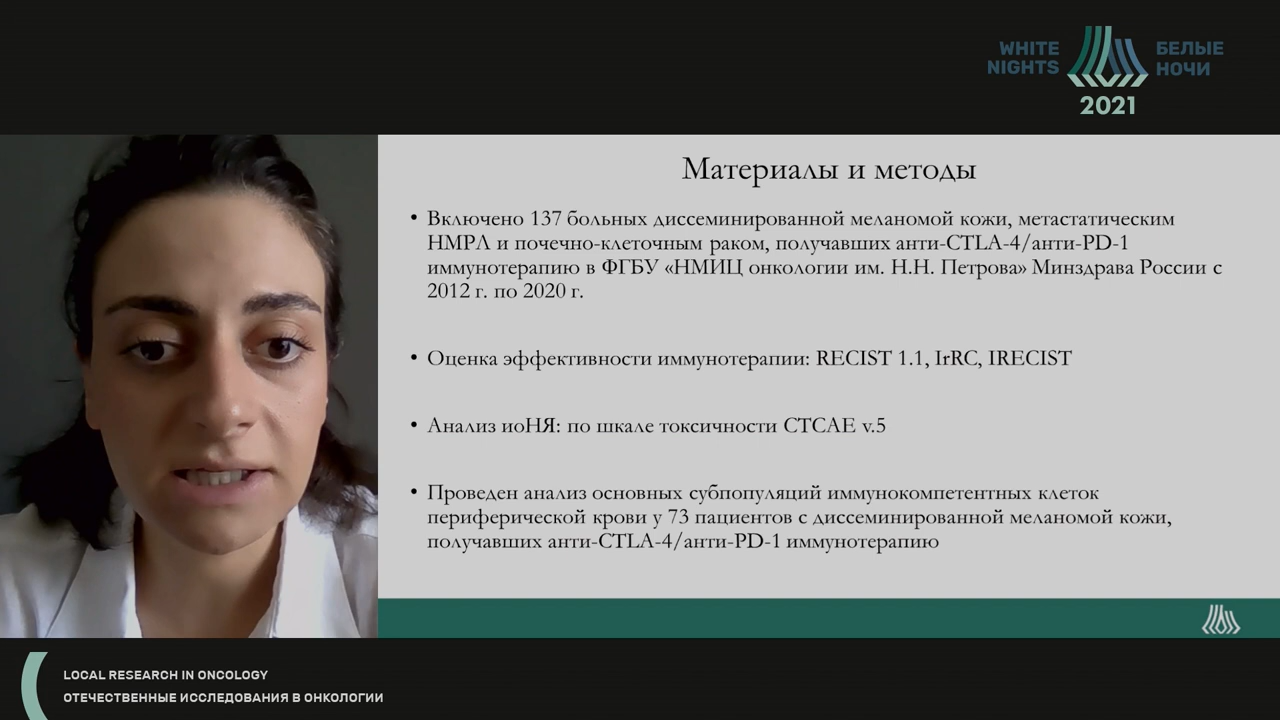 WHITE
NIGHTS
БЕЛЫЕ
НОЧИ
2021
Материалы и методы
• Включено 137 больных диссеминированной меланомой кожи, метастатическим
НМРЛ и почечно-клеточным раком, получавших анти-CTLA-4/анти-PD-1
иммунотерапию в ФГБУ «НМИЦ онкологии им. Н.Н. Петрова» Минздрава России с
2012 г. по 2020 г.
• Оценка эффективности иммунотерапии: RECIST 1.1, IrRC, IRECIST
• Анализ иоНЯ: по шкале токсичности CTCAE v.5
• Проведен анализ основных субпопуляций иммунокомпетентных клеток
периферической крови у 73 пациентов с диссеминированной меланомой кожи,
получавших анти-CTLA-4/анти-PD-1 иммунотерапию
LOCAL RESEARCH IN ONCOLOGY
ОТЕЧЕСТВЕННЫЕ ИССЛЕДОВАНИЯ В ОНКОЛОГИИ